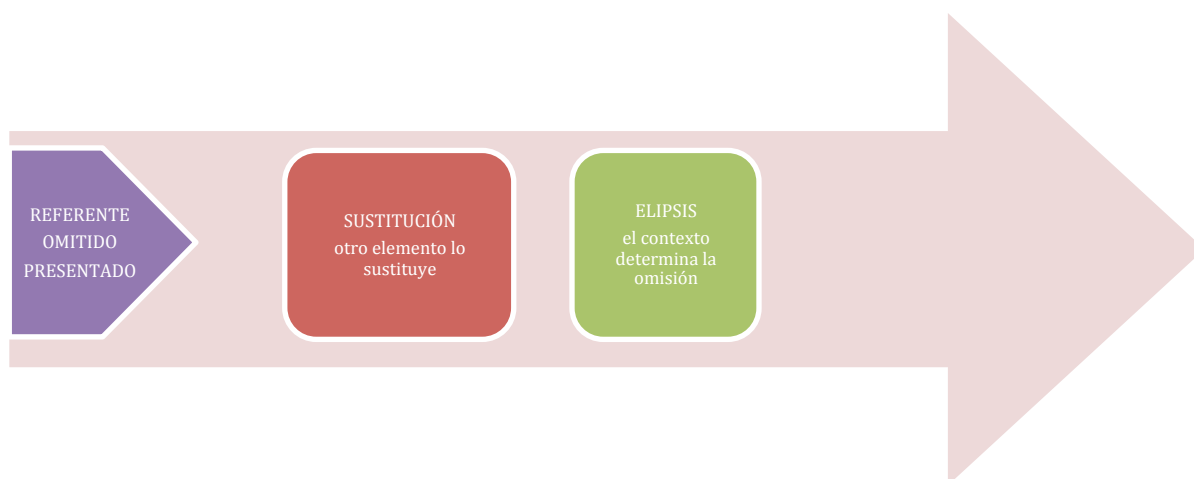 REFERENTE
OMITIDO
PRESENTADO
SUSTITUCIÓN
otro elemento lo
sustituye
ELIPSIS
el contexto
determina la
omisión